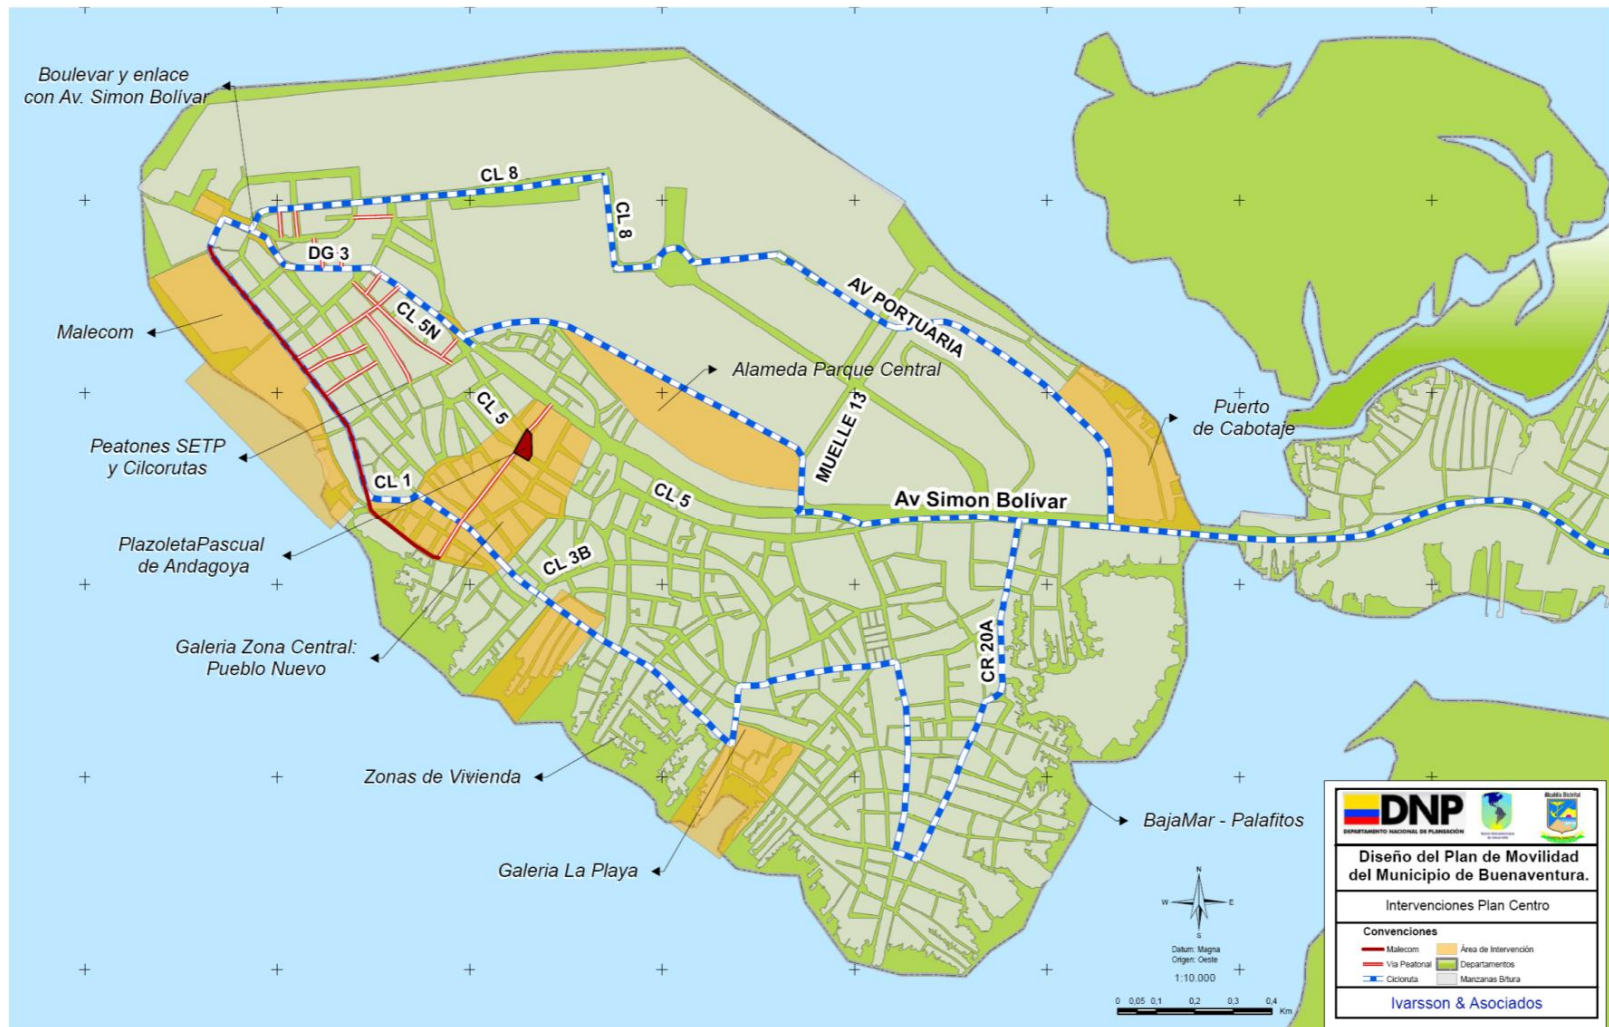 Boulevar y enlace
con Av. Simon Bolívar
CL 8
CL 8
DG 3
Malecom
CL 5N
AV PORTUARIA
Alameda Parque Central
Puerto
de Cabotaje
CL 5
MUELLE 13
Peatones SETP
y Cilcorutas
CL 1
CL 5
Av Simon Bolívar
PlazoletaPascual
de Andagoya
CL 3B
Galeria Zona Central:
Pueblo Nuevo
CR 20A
Zonas de Vivienda
BajaMar - Palafitos
Galeria La Playa
N
W
E
S
Datum: Magna
Origen: Oeste
1:10.000
0 0,05 0,1 0,2 0,3 0,4
Km
DNP
DEPARTAMENTO NACIONAL DE PLANEACIÓN
Alcaldía Distrital
Diseño del Plan de Movilidad
del Municipio de Buenaventura.
Intervenciones Plan Centro
Convenciones
Malecom
Área de Intervención
Via Peatonal
Departamentos
Cicloruta
Manzanas B/tura
Ivarsson & Asociados